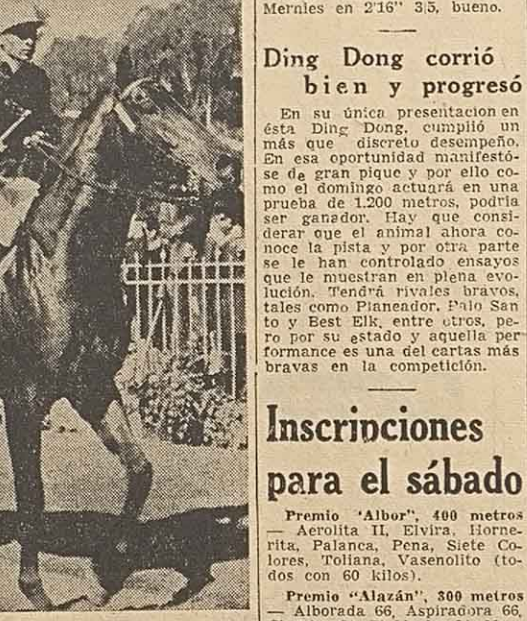 Mernies en 2'16" 3|5, bueno.
Ding Dong corrió
bien y progresó
En su única presentacion en
ésta Ding Dong, cumplió un
más que discreto desempeño.
En esa oportunidad manifestó-
se de gran pique y por ello co-
mo el domingo actuará en una
prueba de 1.200 metros, podria
ser ganador. Hay que consi-
derar que el animal ahora co-
noce la pista y por otra parte
se le han controlado ensayos
que le muestran en plena evo-
lución. Tendrá rivales bravos,
tales como Planeador, Palo San
to y Best Elk, entre otros, pe-
ro por su estado y aquella per
formance es una del cartas más
bravas en la competición.
Inscripciones
para el sábado
Premio 'Albor", 400 metros
— Aerolita II, Elvira, Horne-
rita, Palanca, Pena, Siete Co-
lores, Toliana, Vasenolito (to-
dos con 60 kilos).
Premio "Alazán", 300 metros
— Alborada 66, Aspiradora 66,